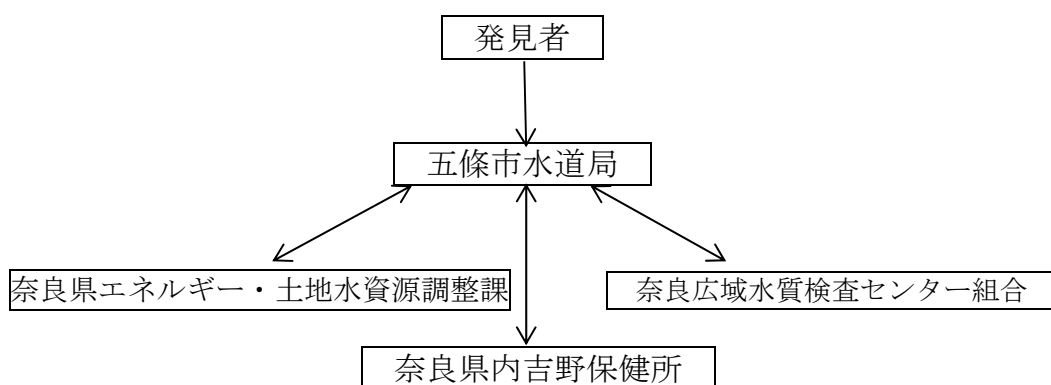 発見者
五條市水道局
奈良県エネルギー・土地水資源調整課
奈良広域水質検査センター組合
奈良県内吉野保健所